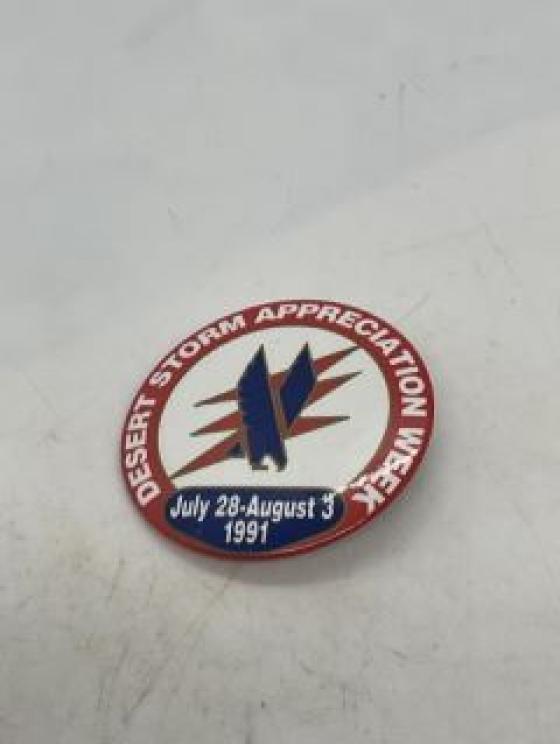 DESERT STORM APPRECIATION WEEK
July 28-August 3
1991